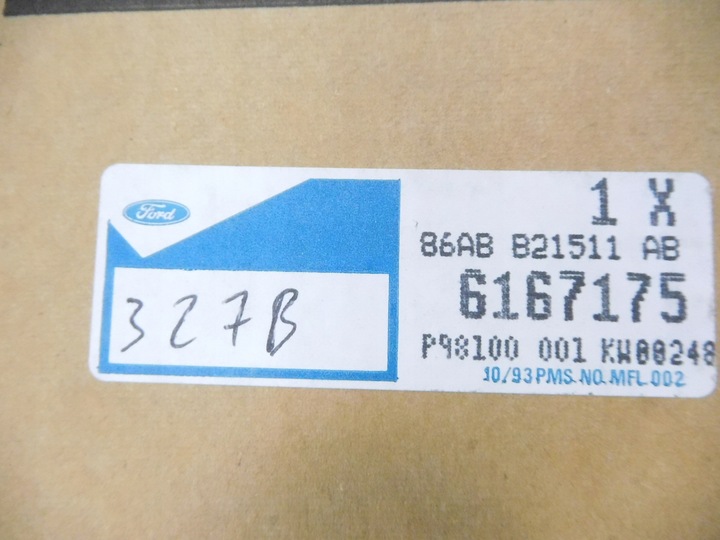 Ford
327B
1 X
86AB B21511 AB
6167175
P98100 001 KW00248
10/93 PMS. NO. MFL 002